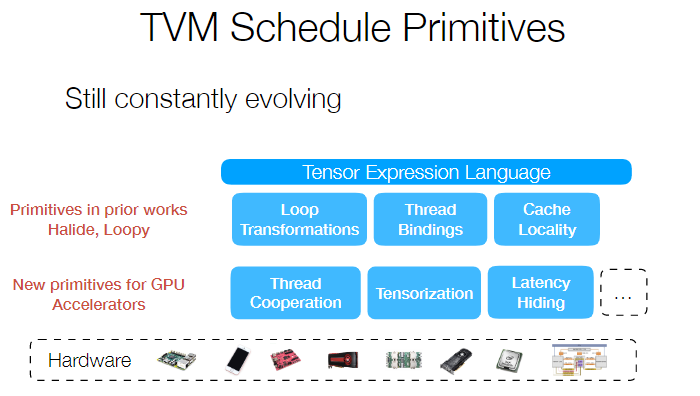 TVM Schedule Primitives
Still constantly evolving
Tensor Expression Language
Primitives in prior works
Halide, Loopy
Loop
Transformations
Thread
Bindings
Cache
Locality
New primitives for GPU
Accelerators
Thread
Cooperation
Tensorization
Latency
Hiding
...
Hardware